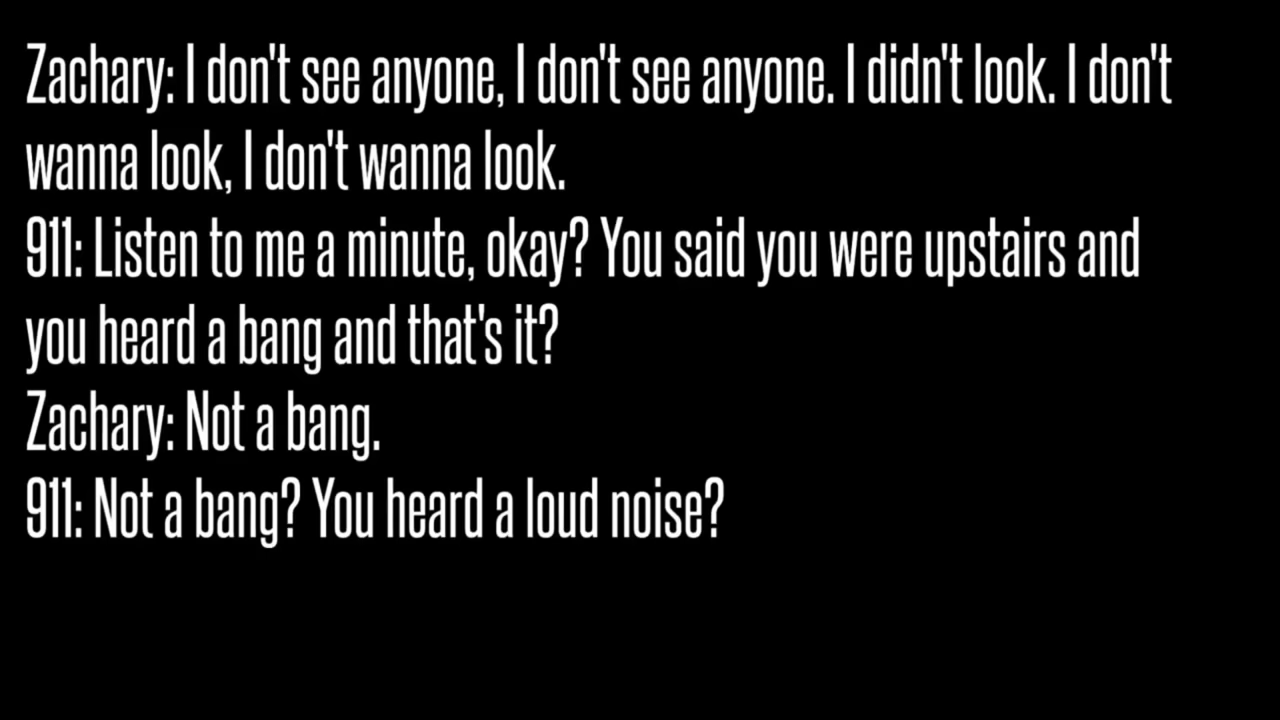 Zachary: I don't see anyone, I don't see anyone. I didn't look. I don't
wanna look, I don't wanna look.
911: Listen to me a minute, okay? You said you were upstairs and
you heard a bang and that's it?
Zachary: Not a bang.
911: Not a bang? You heard a loud noise?